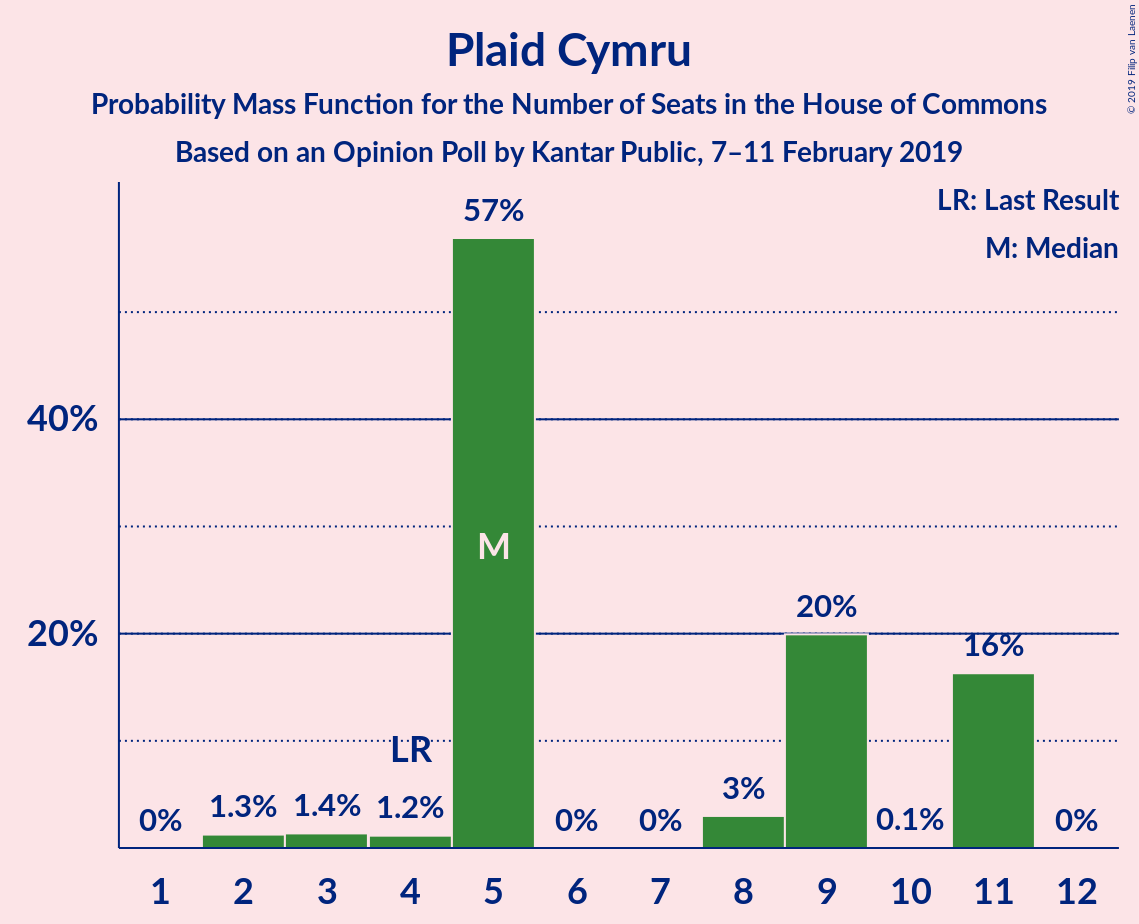 Plaid Cymru
Probability Mass Function for the Number of Seats in the House of Commons
Based on an Opinion Poll by Kantar Public, 7–11 February 2019
© 2019 Filip van Laenen
LR: Last Result
M: Median
57%
40%
M
20%
20%
16%
LR
0%
1.3%
1.4%
1.2%
0%
0%
3%
0.1%
0%
1 2 3 4 5 6 7 8 9 10 11 12